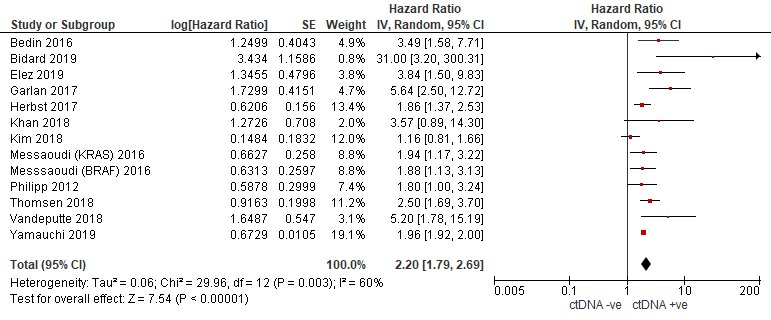 Hazard Ratio Hazard Ratio
Study or Subgroup log[Hazard Ratio] SE Weight IV, Random, 95% CI IV, Random, 95% CI
Bedin 2016 1.2499 0.4043 4.9% 3.49 [1.58, 7.71]
Bidard 2019 3.434 1.1586 0.8% 31.00 [3.20, 300.31]
Elez 2019 1.3455 0.4796 3.8% 3.84 [1.50, 9.83]
Garlan 2017 1.7299 0.4151 4.7% 5.64 [2.50, 12.72]
Herbst 2017 0.6206 0.156 13.4% 1.86 [1.37, 2.53]
Khan 2018 1.2726 0.708 2.0% 3.57 [0.89, 14.30]
Kim 2018 0.1484 0.1832 12.0% 1.16 [0.81, 1.66]
Messaoudi (KRAS) 2016 0.6627 0.258 8.8% 1.94 [1.17, 3.22]
Messsaoudi (BRAF) 2016 0.6313 0.2597 8.8% 1.88 [1.13, 3.13]
Philipp 2012 0.5878 0.2999 7.4% 1.80 [1.00, 3.24]
Thomsen 2018 0.9163 0.1998 11.2% 2.50 [1.69, 3.70]
Vandeputte 2018 1.6487 0.547 3.1% 5.20 [1.78, 15.19]
Yamauchi 2019 0.6729 0.0105 19.1% 1.96 [1.92, 2.00]
Total (95% CI) 100.0% 2.20 [1.79, 2.69]
Heterogeneity: Tau² = 0.06; Chi² = 29.96, df = 12 (P = 0.003); I² = 60%
Test for overall effect: Z = 7.54 (P < 0.00001)
0.005 0.1 1 10 200
ctDNA -ve ctDNA +ve